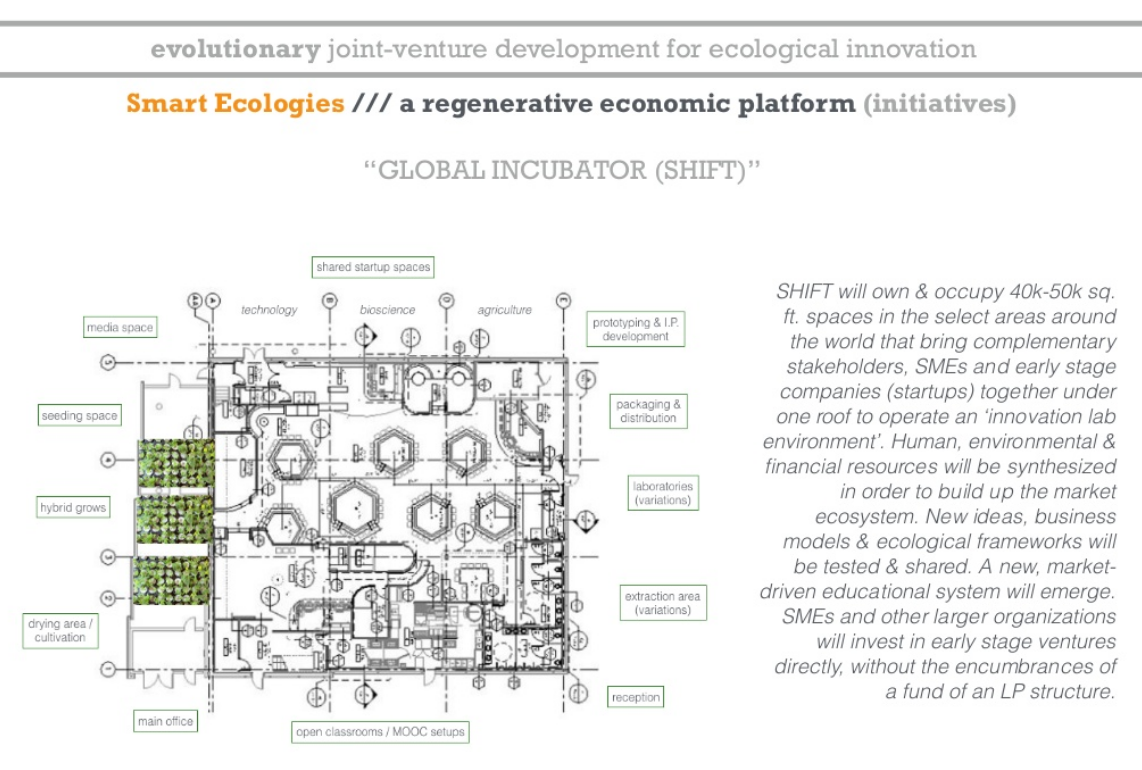 evolutionary joint-venture development for ecological innovation
Smart Ecologies /// a regenerative economic platform (initiatives)
“GLOBAL INCUBATOR (SHIFT)”
shared startup spaces
technology
bioscience
agriculture
media space
prototyping & I.P.
development
seeding space
packaging &
distribution
hybrid grows
laboratories
(variations)
drying area /
cultivation
extraction area
(variations)
main office
reception
open classrooms / MOOC setups
SHIFT will own & occupy 40k-50k sq.
ft. spaces in the select areas around
the world that bring complementary
stakeholders, SMEs and early stage
companies (startups) together under
one roof to operate an ‘innovation lab
environment’. Human, environmental &
financial resources will be synthesized
in order to build up the market
ecosystem. New ideas, business
models & ecological frameworks will
be tested & shared. A new, market-
driven educational system will emerge.
SMEs and other larger organizations
will invest in early stage ventures
directly, without the encumbrances of
a fund of an LP structure.